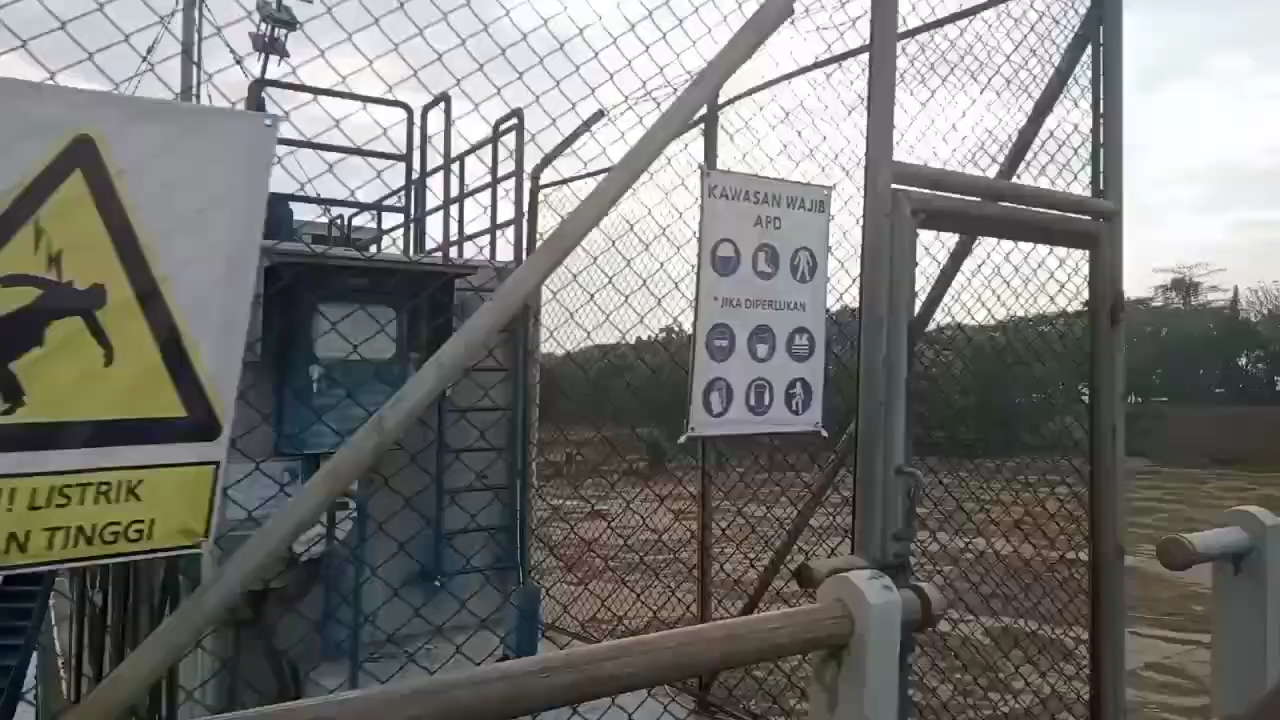 !! LISTRIK
N TINGGI
KAWASAN WAJIB
APD
* JIKA DIPERLUKAN